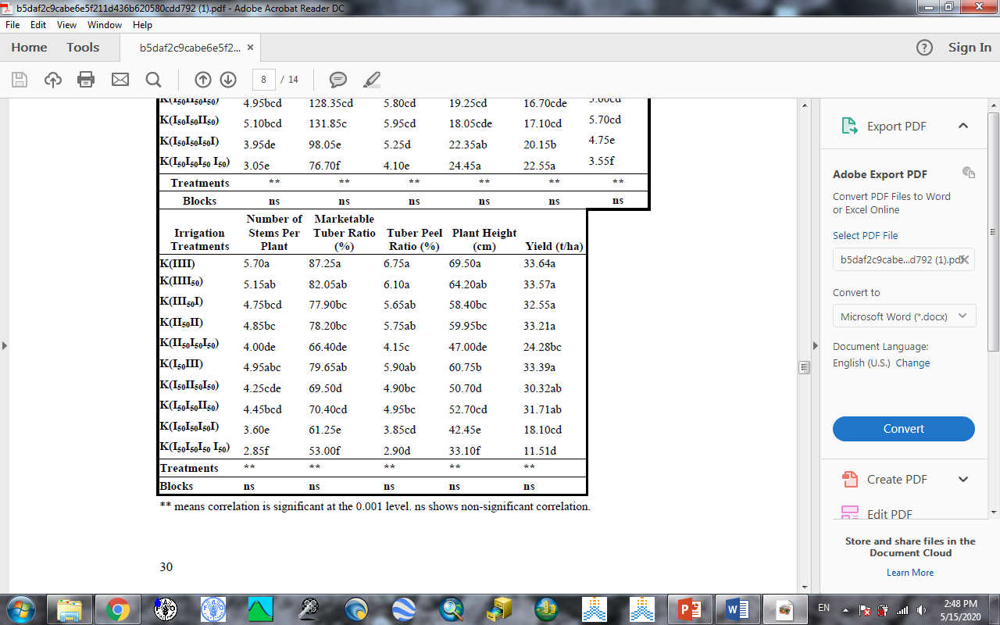 b5daf2c9cabe6e5f211d436b620580cdd792 (1).pdf - Adobe Acrobat Reader DC
File Edit View Window Help
Home Tools b5daf2c9cabe6e5f2... × ? Sign In
8 / 14
K(I50II50I50) 4.95bcd 128.35cd 5.80cd 19.25cd 16.70cde 5.60cd
K(I50I50II50) 5.10bcd 131.85c 5.95cd 18.05cde 17.10cd 5.70cd
K(I50I50I50I) 3.95de 98.05e 5.25d 22.35ab 20.15b 4.75e
K(I50I50I50 I50) 3.05e 76.70f 4.10e 24.45a 22.55a 3.55f
Treatments ** ** ** ** ** **
Blocks ns ns ns ns ns ns
Number of Marketable
Irrigation Stems Per Tuber Ratio Tuber Peel Plant Height
Treatments Plant (%) Ratio (%) (cm) Yield (t/ha)
K(IIII) 5.70a 87.25a 6.75a 69.50a 33.64a
K(IIII50) 5.15ab 82.05ab 6.10a 64.20ab 33.57a
K(III50I) 4.75bcd 77.90bc 5.65ab 58.40bc 32.55a
K(II50II) 4.85bc 78.20bc 5.75ab 59.95bc 33.21a
K(II50I50I50) 4.00de 66.40de 4.15c 47.00de 24.28bc
K(I50III) 4.95abc 79.65ab 5.90ab 60.75b 33.39a
K(I50II50I50) 4.25cde 69.50d 4.90bc 50.70d 30.32ab
K(I50I50II50) 4.45bcd 70.40cd 4.95bc 52.70cd 31.71ab
K(I50I50I50I) 3.60e 61.25e 3.85cd 42.45e 18.10cd
K(I50I50I50 I50) 2.85f 53.00f 2.90d 33.10f 11.51d
Treatments ** ** ** ** **
Blocks ns ns ns ns ns
** means correlation is significant at the 0.001 level. ns shows non-significant correlation.
30
Export PDF
Adobe Export PDF
Convert PDF Files to Word
or Excel Online
Select PDF File
b5daf2c9cabe...d792 (1).pdf
Convert to
Microsoft Word (*.docx)
Document Language:
English (U.S.) Change
Convert
Create PDF
Edit PDF
Store and share files in the
Document Cloud
Learn More
EN
2:48 PM
5/15/2020